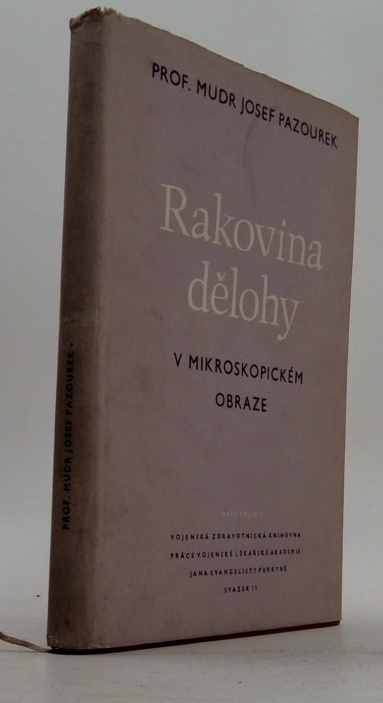 PROF. MUDR JOSEF PAZOUREK
Rakovina
dělohy
V MIKROSKOPICKÉM
OBRAZE
VOJENSKÁ ZDRAVOTNICKÁ KNIHOVNA
PRÁCE VOJENSKÉ LÉKAŘSKÉ AKADEMIE
JANA EVANGELISTY PURKYNĚ
SVAZEK 11
PROF. MUDR JOSEF PAZOUREK